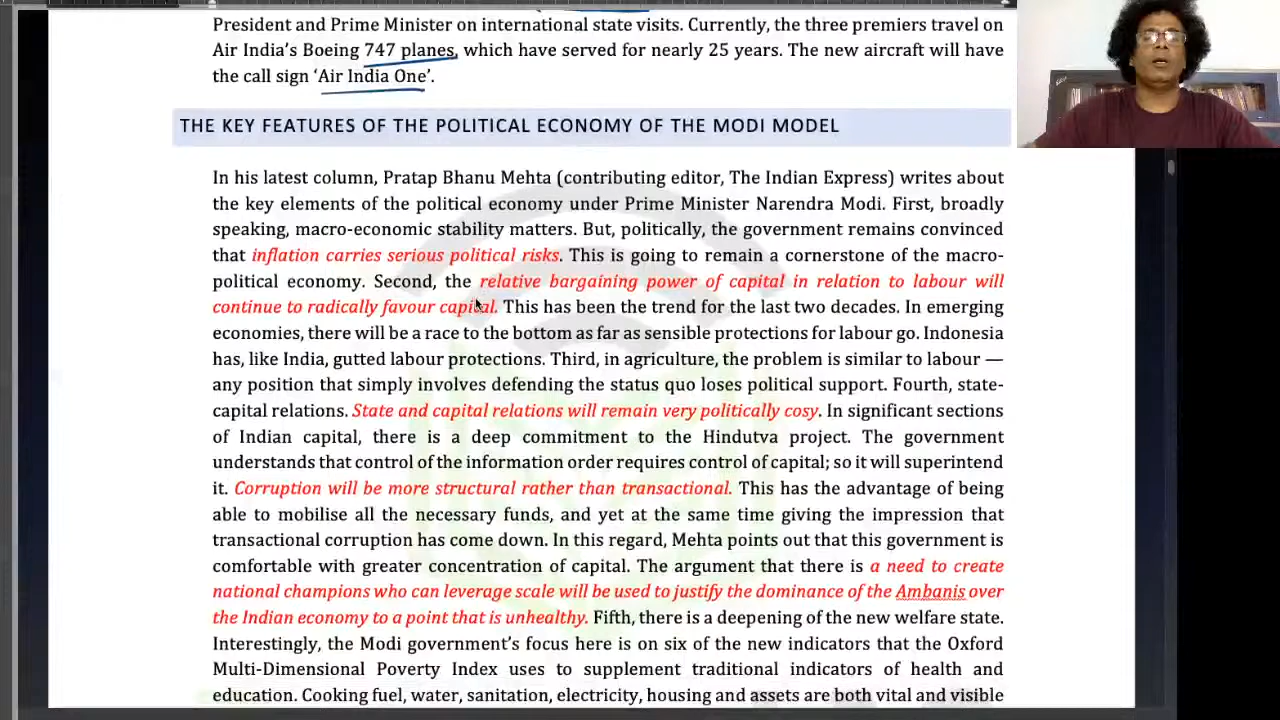 President and Prime Minister on international state visits. Currently, the three premiers travel on
Air India's Boeing 747 planes, which have served for nearly 25 years. The new aircraft will have
the call sign 'Air India One'.
THE KEY FEATURES OF THE POLITICAL ECONOMY OF THE MODI MODEL
In his latest column, Pratap Bhanu Mehta (contributing editor, The Indian Express) writes about
the key elements of the political economy under Prime Minister Narendra Modi. First, broadly
speaking, macro-economic stability matters. But, politically, the government remains convinced
that inflation carries serious political risks. This is going to remain a cornerstone of the macro-
political economy. Second, the relative bargaining power of capital in relation to labour will
continue to radically favour capital. This has been the trend for the last two decades. In emerging
economies, there will be a race to the bottom as far as sensible protections for labour go. Indonesia
has, like India, gutted labour protections. Third, in agriculture, the problem is similar to labour —
any position that simply involves defending the status quo loses political support. Fourth, state-
capital relations. State and capital relations will remain very politically cosy. In significant sections
of Indian capital, there is a deep commitment to the Hindutva project. The government
understands that control of the information order requires control of capital; so it will superintend
it. Corruption will be more structural rather than transactional. This has the advantage of being
able to mobilise all the necessary funds, and yet at the same time giving the impression that
transactional corruption has come down. In this regard, Mehta points out that this government is
comfortable with greater concentration of capital. The argument that there is a need to create
national champions who can leverage scale will be used to justify the dominance of the Ambanis over
the Indian economy to a point that is unhealthy. Fifth, there is a deepening of the new welfare state.
Interestingly, the Modi government's focus here is on six of the new indicators that the Oxford
Multi-Dimensional Poverty Index uses to supplement traditional indicators of health and
education. Cooking fuel, water, sanitation, electricity, housing and assets are both vital and visible